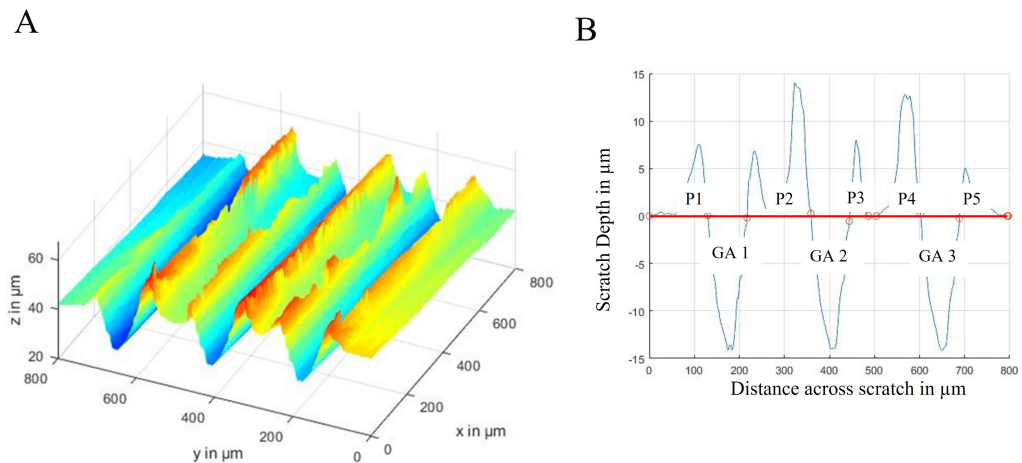 A
z in µm
60
40
20
800
600
400
200
0
y in µm
0
200
400
600
800
x in µm
B
Scratch Depth in µm
15
10
5
0
-5
-10
-15
P1
P2
P3
P4
P5
GA 1
GA 2
GA 3
0
100
200
300
400
500
600
700
800
Distance across scratch in µm